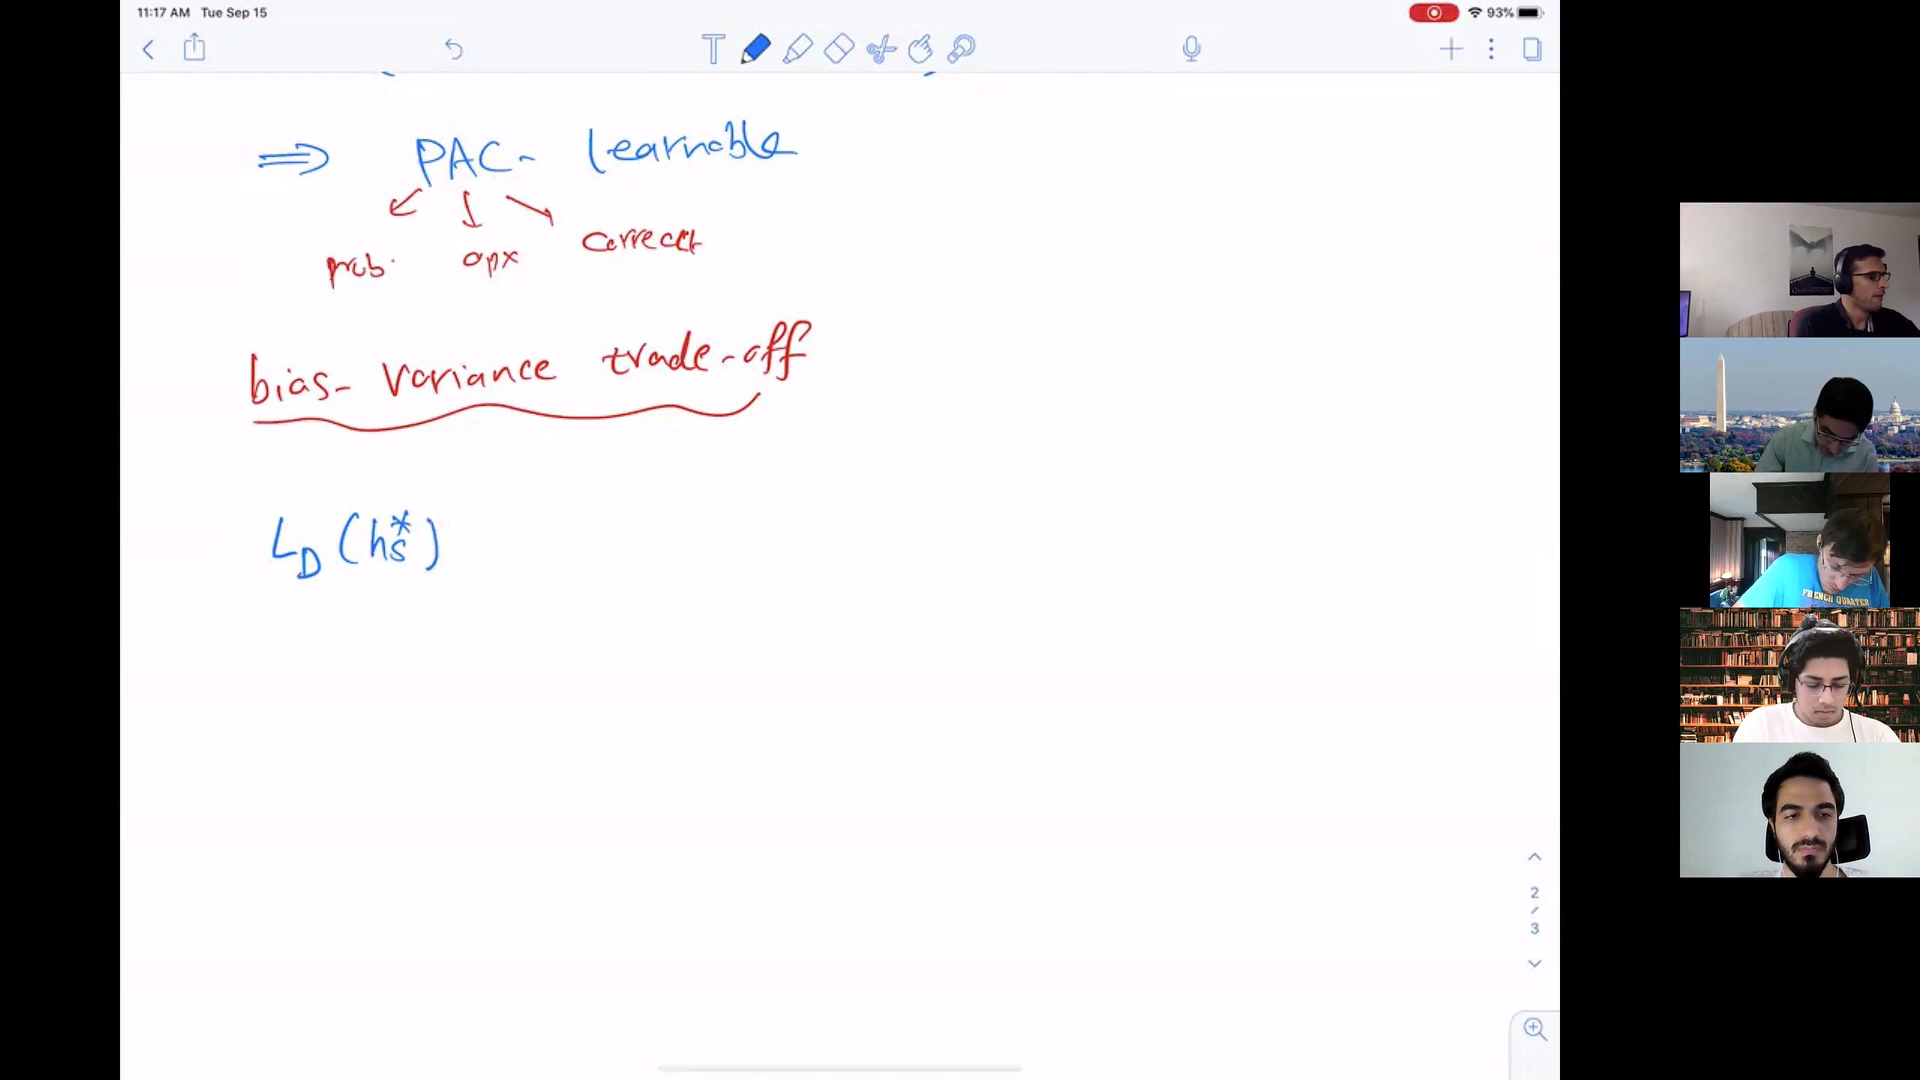 11:17 AM Tue Sep 15
93%
⇒ PAC- learnable
prob. apx correct
bias- variance trade-off
L_D (h_S^*)
2
/
3
FRENCH QUARTER